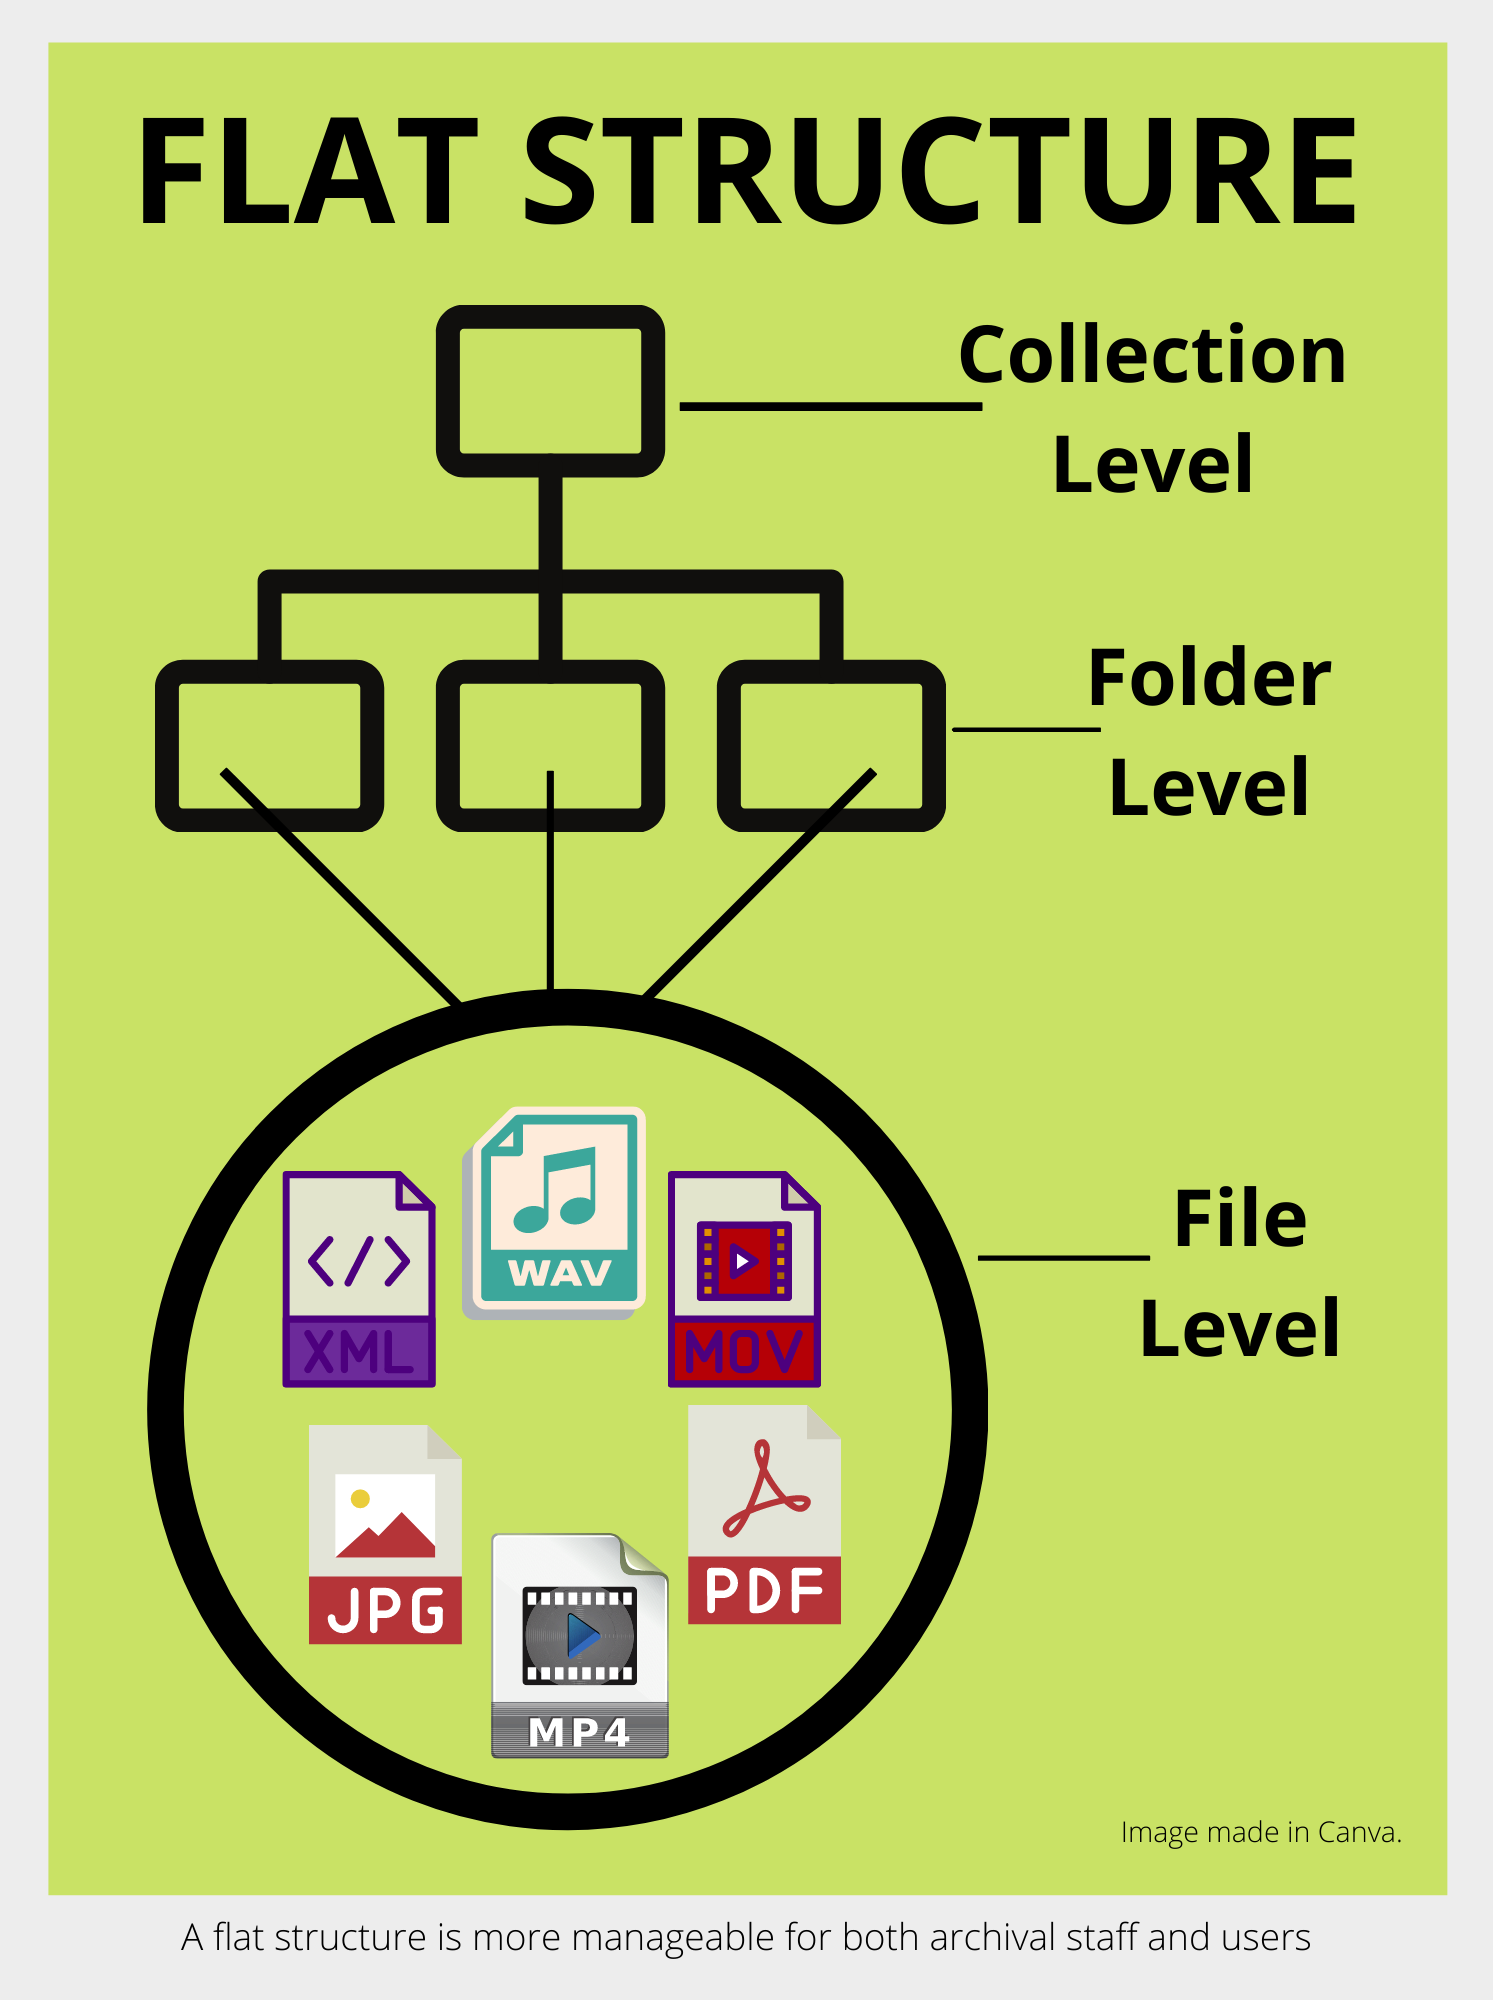 FLAT STRUCTURE
Collection
Level
Folder
Level
WAV
XML
MOV
File
Level
JPG
PDF
MP4
Image made in Canva.
A flat structure is more manageable for both archival staff and users